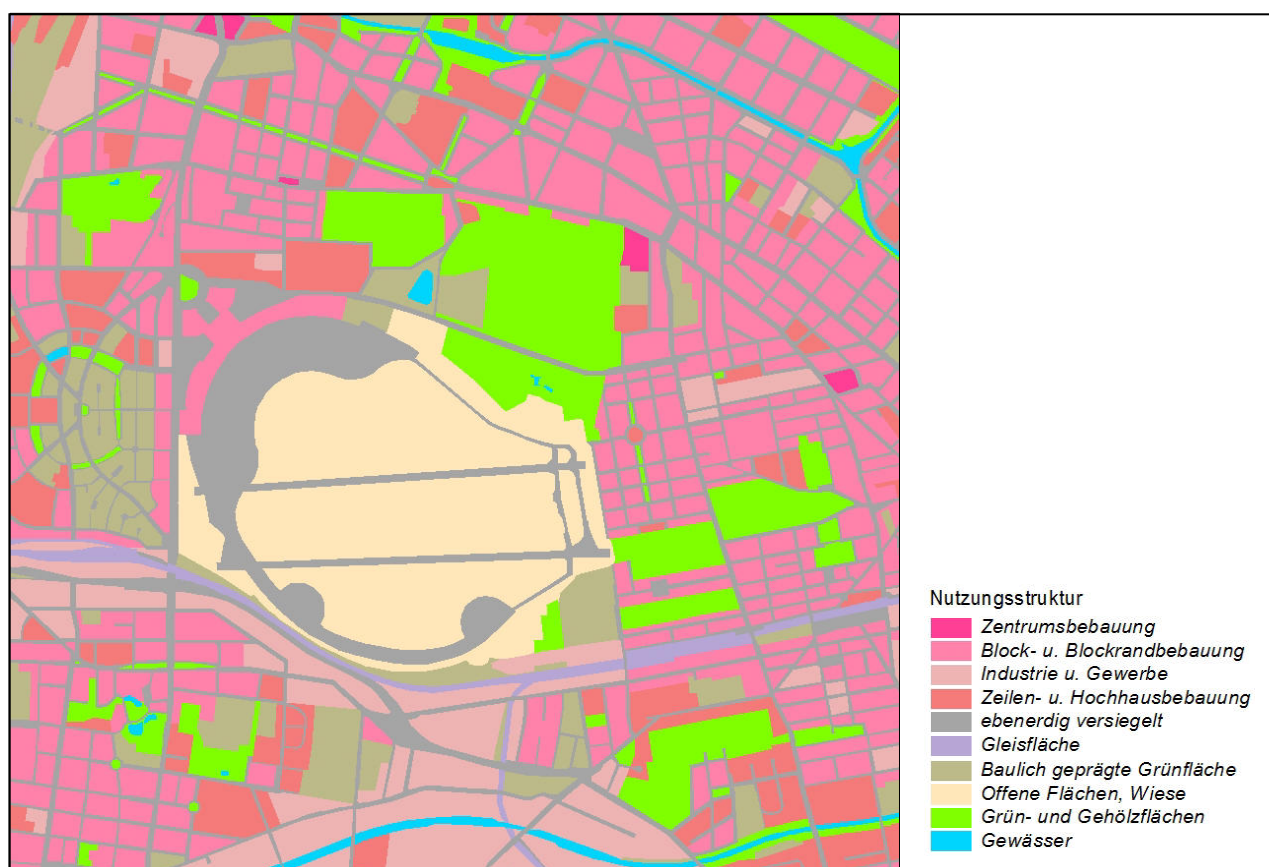 Nutzungsstruktur
Zentrumsbebauung
Block- u. Blockrandbebauung
Industrie u. Gewerbe
Zeilen- u. Hochhausbebauung
ebenerdig versiegelt
Gleisfläche
Baulich geprägte Grünfläche
Offene Flächen, Wiese
Grün- und Gehölzflächen
Gewässer